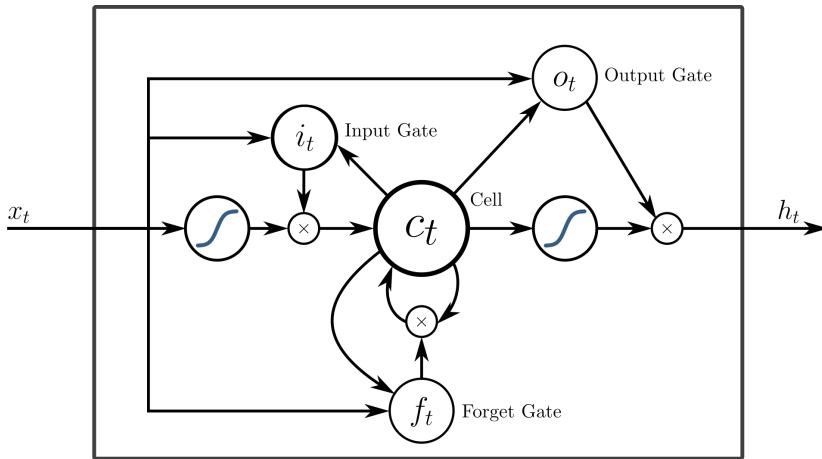 o_t Output Gate
i_t Input Gate
x_t
×
c_t Cell
×
h_t
×
f_t Forget Gate